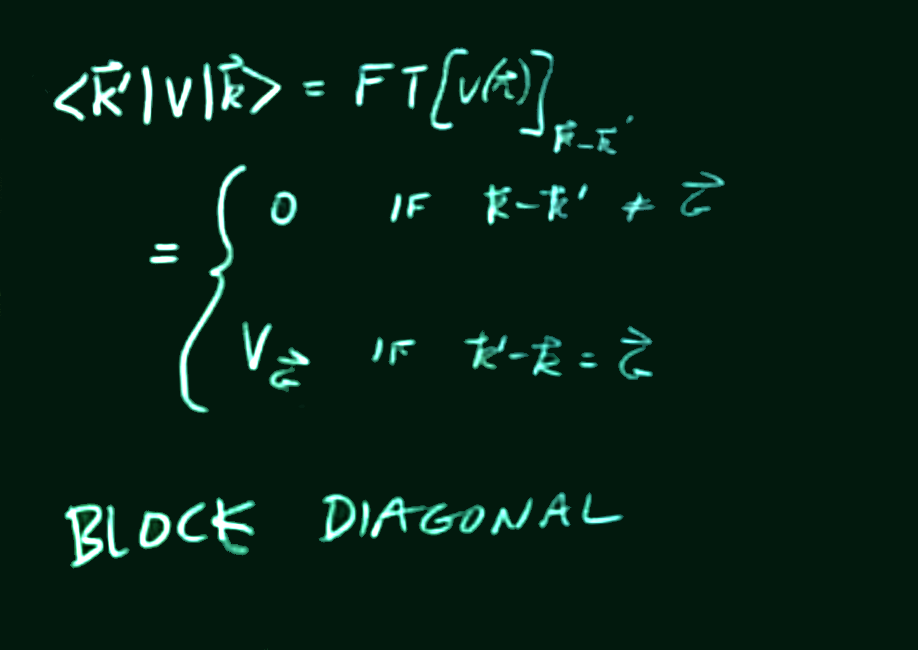 <k⃗'|V|k⃗> = FT[V(r⃗)]k⃗-k⃗'
= { 0 IF k⃗-k⃗' ≠ G⃗
V_G⃗ IF k⃗'-k⃗ = G⃗
BLOCK DIAGONAL